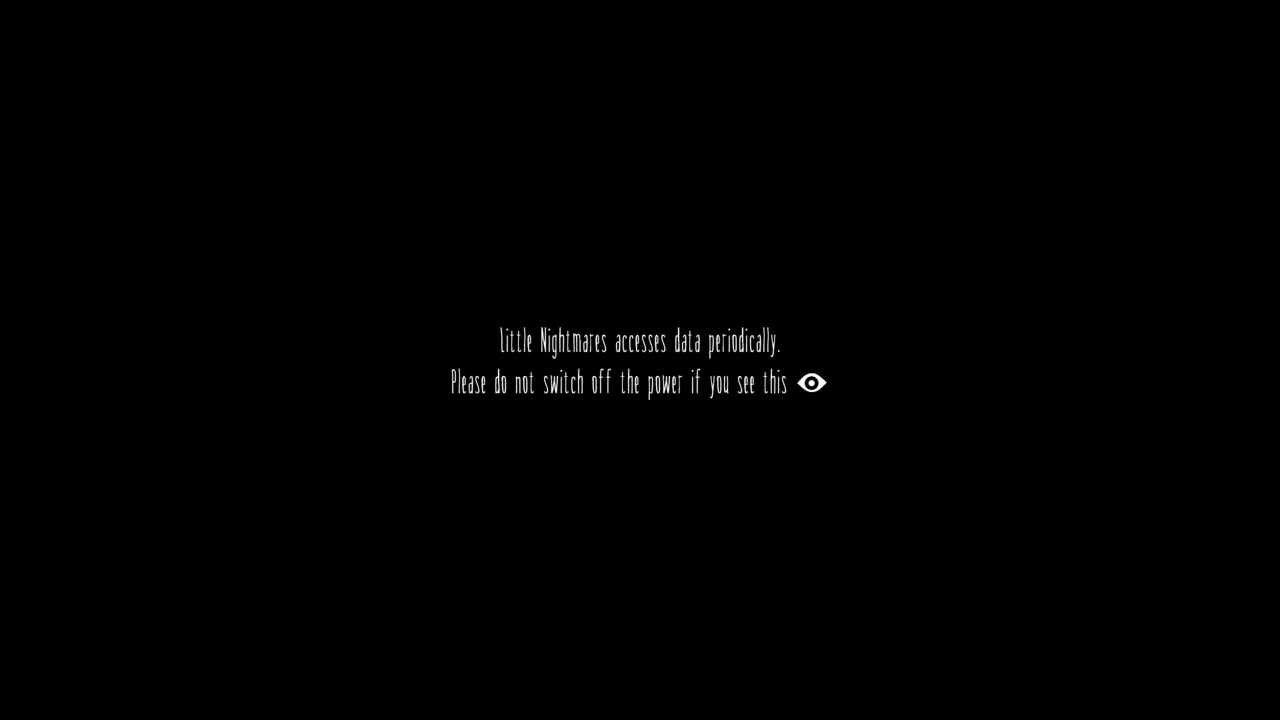 Little Nightmares accesses data periodically.
Please do not switch off the power if you see this